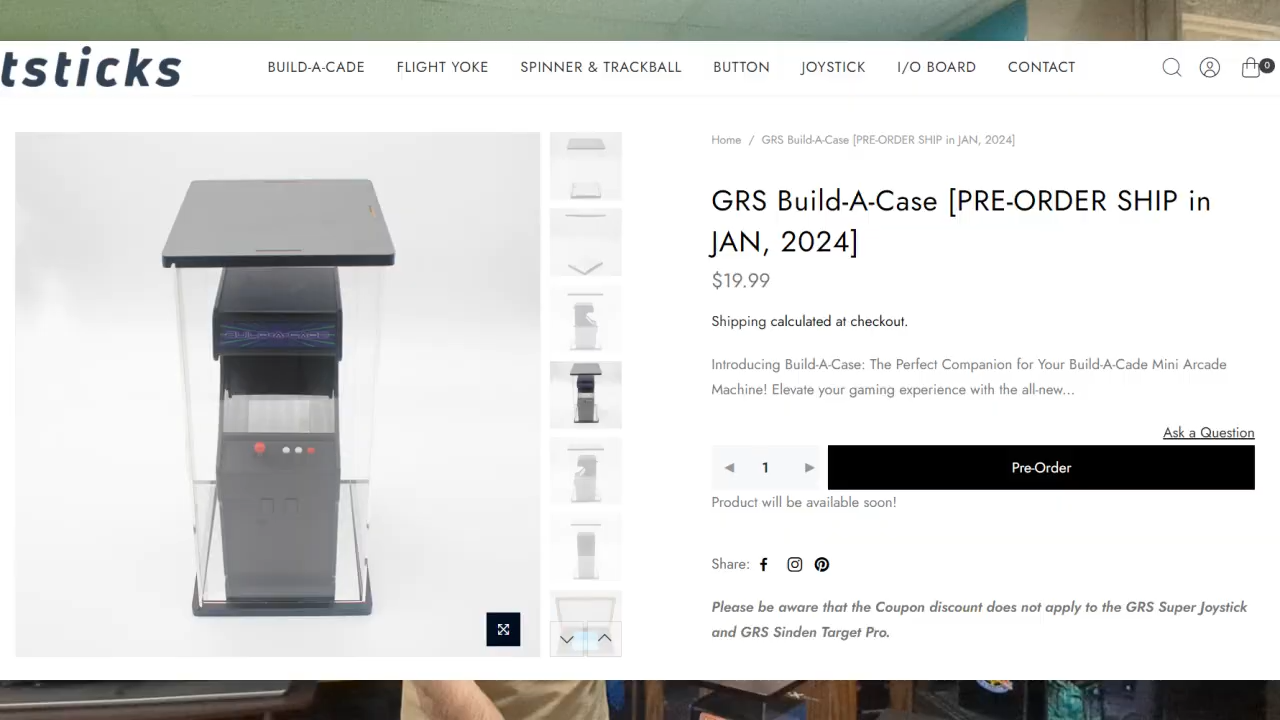 tsticks
BUILD-A-CADE FLIGHT YOKE SPINNER & TRACKBALL BUTTON JOYSTICK I/O BOARD CONTACT
0
Home / GRS Build-A-Case [PRE-ORDER SHIP in JAN, 2024]
GRS Build-A-Case [PRE-ORDER SHIP in
JAN, 2024]
$19.99
Shipping calculated at checkout.
Introducing Build-A-Case: The Perfect Companion for Your Build-A-Cade Mini Arcade
Machine! Elevate your gaming experience with the all-new...
Ask a Question
1
Pre-Order
Product will be available soon!
Share:
Please be aware that the Coupon discount does not apply to the GRS Super Joystick
and GRS Sinden Target Pro.
BUILD-A-CADE